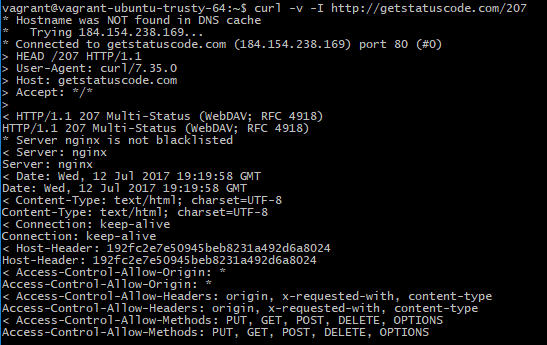 vagrant@vagrant-ubuntu-trusty-64:~$ curl -v -I http://getstatuscode.com/207
* Hostname was NOT found in DNS cache
*   Trying 184.154.238.169...
* Connected to getstatuscode.com (184.154.238.169) port 80 (#0)
> HEAD /207 HTTP/1.1
> User-Agent: curl/7.35.0
> Host: getstatuscode.com
> Accept: */*
>
< HTTP/1.1 207 Multi-Status (WebDAV; RFC 4918)
HTTP/1.1 207 Multi-Status (WebDAV; RFC 4918)
* Server nginx is not blacklisted
< Server: nginx
Server: nginx
< Date: Wed, 12 Jul 2017 19:19:58 GMT
Date: Wed, 12 Jul 2017 19:19:58 GMT
< Content-Type: text/html; charset=UTF-8
Content-Type: text/html; charset=UTF-8
< Connection: keep-alive
Connection: keep-alive
< Host-Header: 192fc2e7e50945beb8231a492d6a8024
Host-Header: 192fc2e7e50945beb8231a492d6a8024
< Access-Control-Allow-Origin: *
Access-Control-Allow-Origin: *
< Access-Control-Allow-Headers: origin, x-requested-with, content-type
Access-Control-Allow-Headers: origin, x-requested-with, content-type
< Access-Control-Allow-Methods: PUT, GET, POST, DELETE, OPTIONS
Access-Control-Allow-Methods: PUT, GET, POST, DELETE, OPTIONS